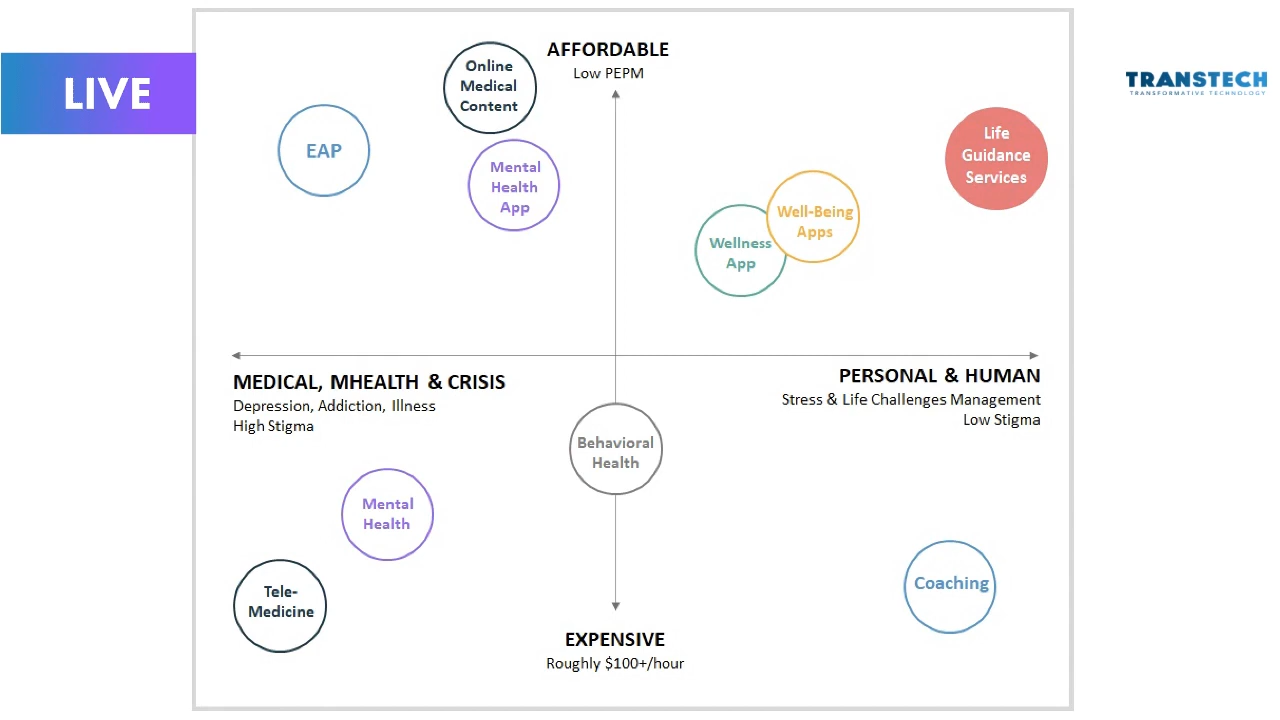 LIVE
TRANSTECH
TRANSFORMATIVE TECHNOLOGY
AFFORDABLE
Low PEPM
Online
Medical
Content
EAP
Mental
Health
App
Life
Guidance
Services
Well-Being
Apps
Wellness
App
MEDICAL, MHEALTH & CRISIS
Depression, Addiction, Illness
High Stigma
PERSONAL & HUMAN
Stress & Life Challenges Management
Low Stigma
Behavioral
Health
Mental
Health
Tele-
Medicine
Coaching
EXPENSIVE
Roughly $100+/hour